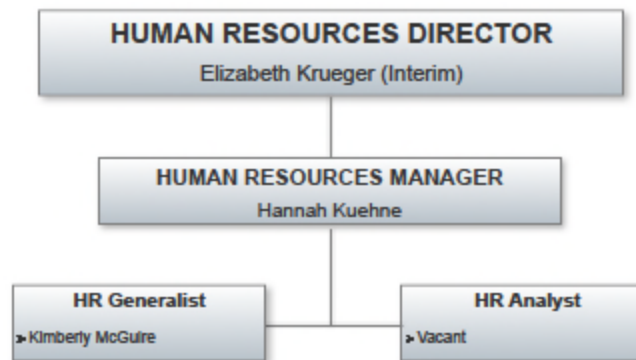 HUMAN RESOURCES DIRECTOR
Elizabeth Krueger (Interim)
HUMAN RESOURCES MANAGER
Hannah Kuehne
HR Generalist
Kimberly McGuire
HR Analyst
Vacant